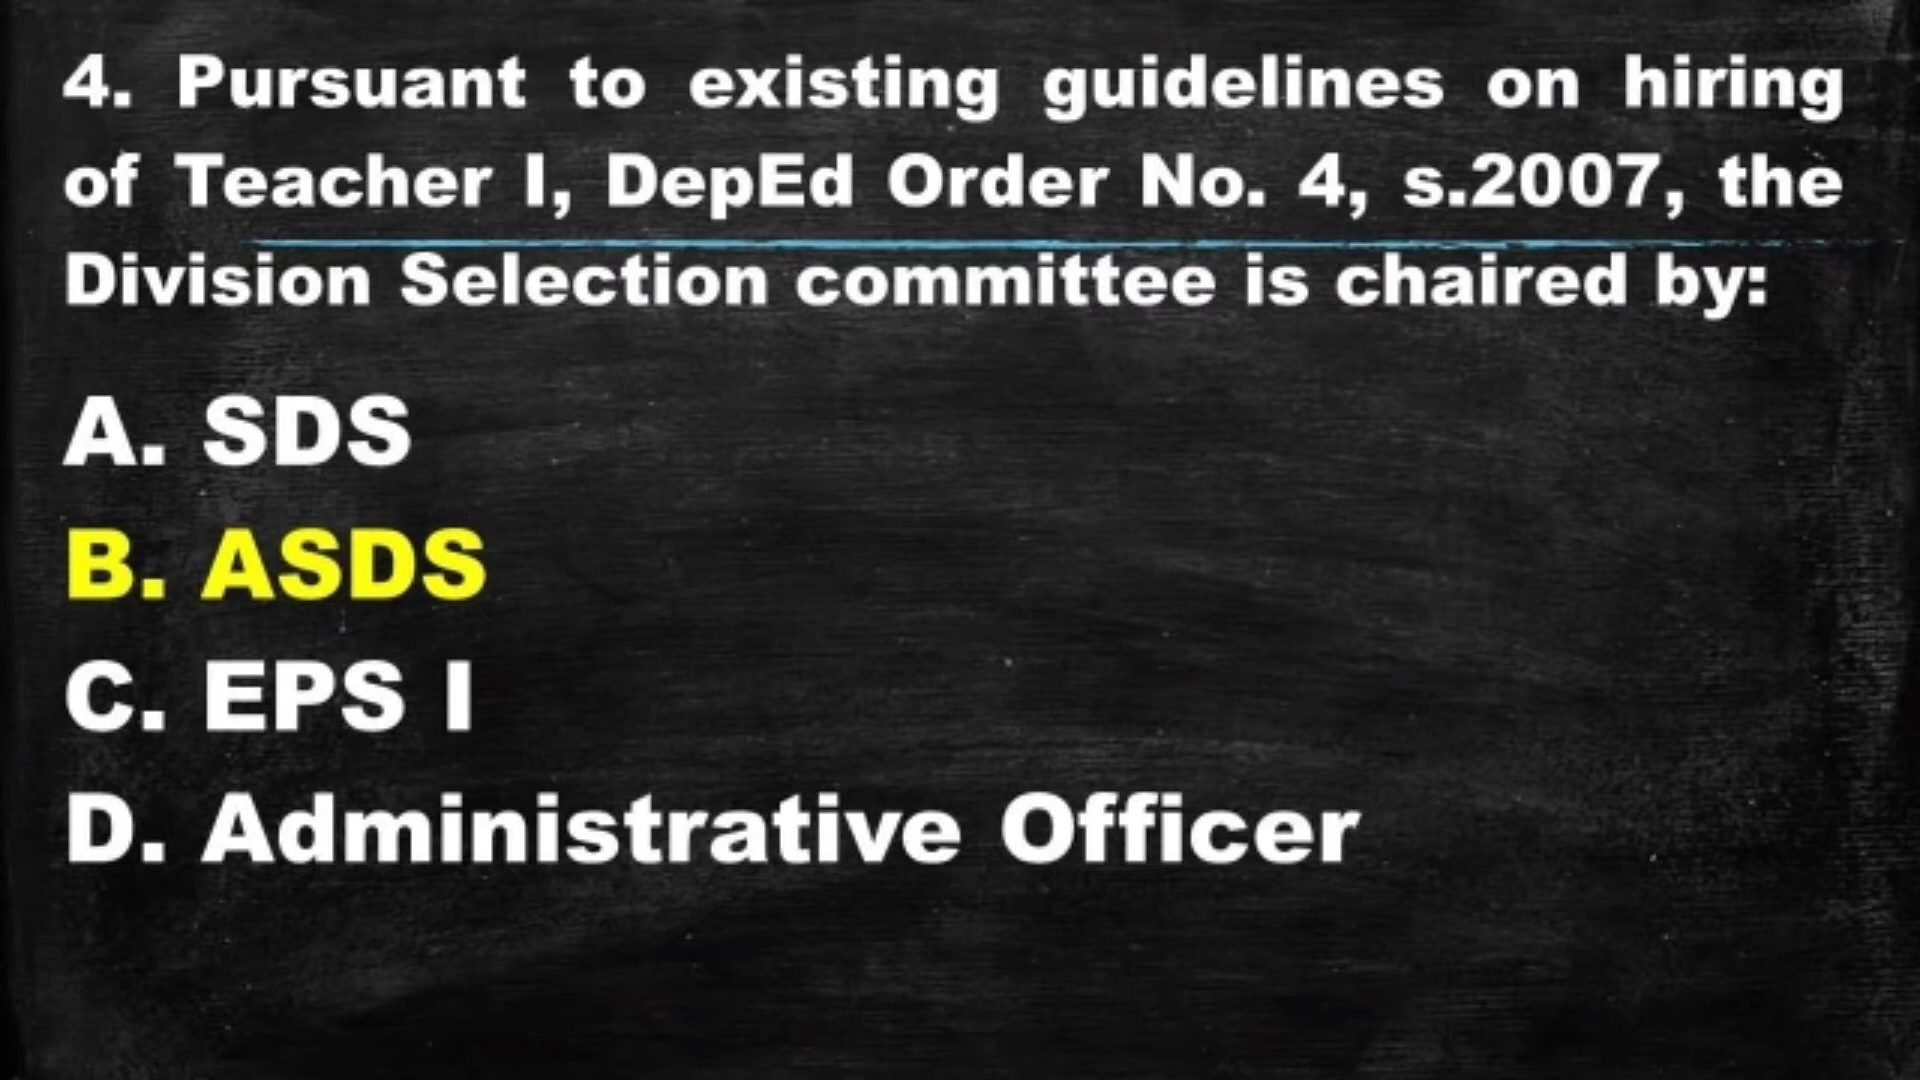 4. Pursuant to existing guidelines on hiring
of Teacher I, DepEd Order No. 4, s.2007, the
Division Selection committee is chaired by:
A. SDS
B. ASDS
C. EPS I
D. Administrative Officer